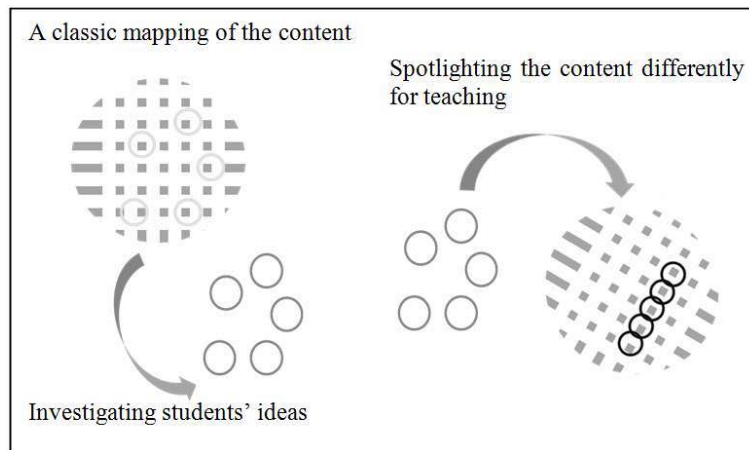 A classic mapping of the content
Spotlighting the content differently
for teaching
Investigating students’ ideas